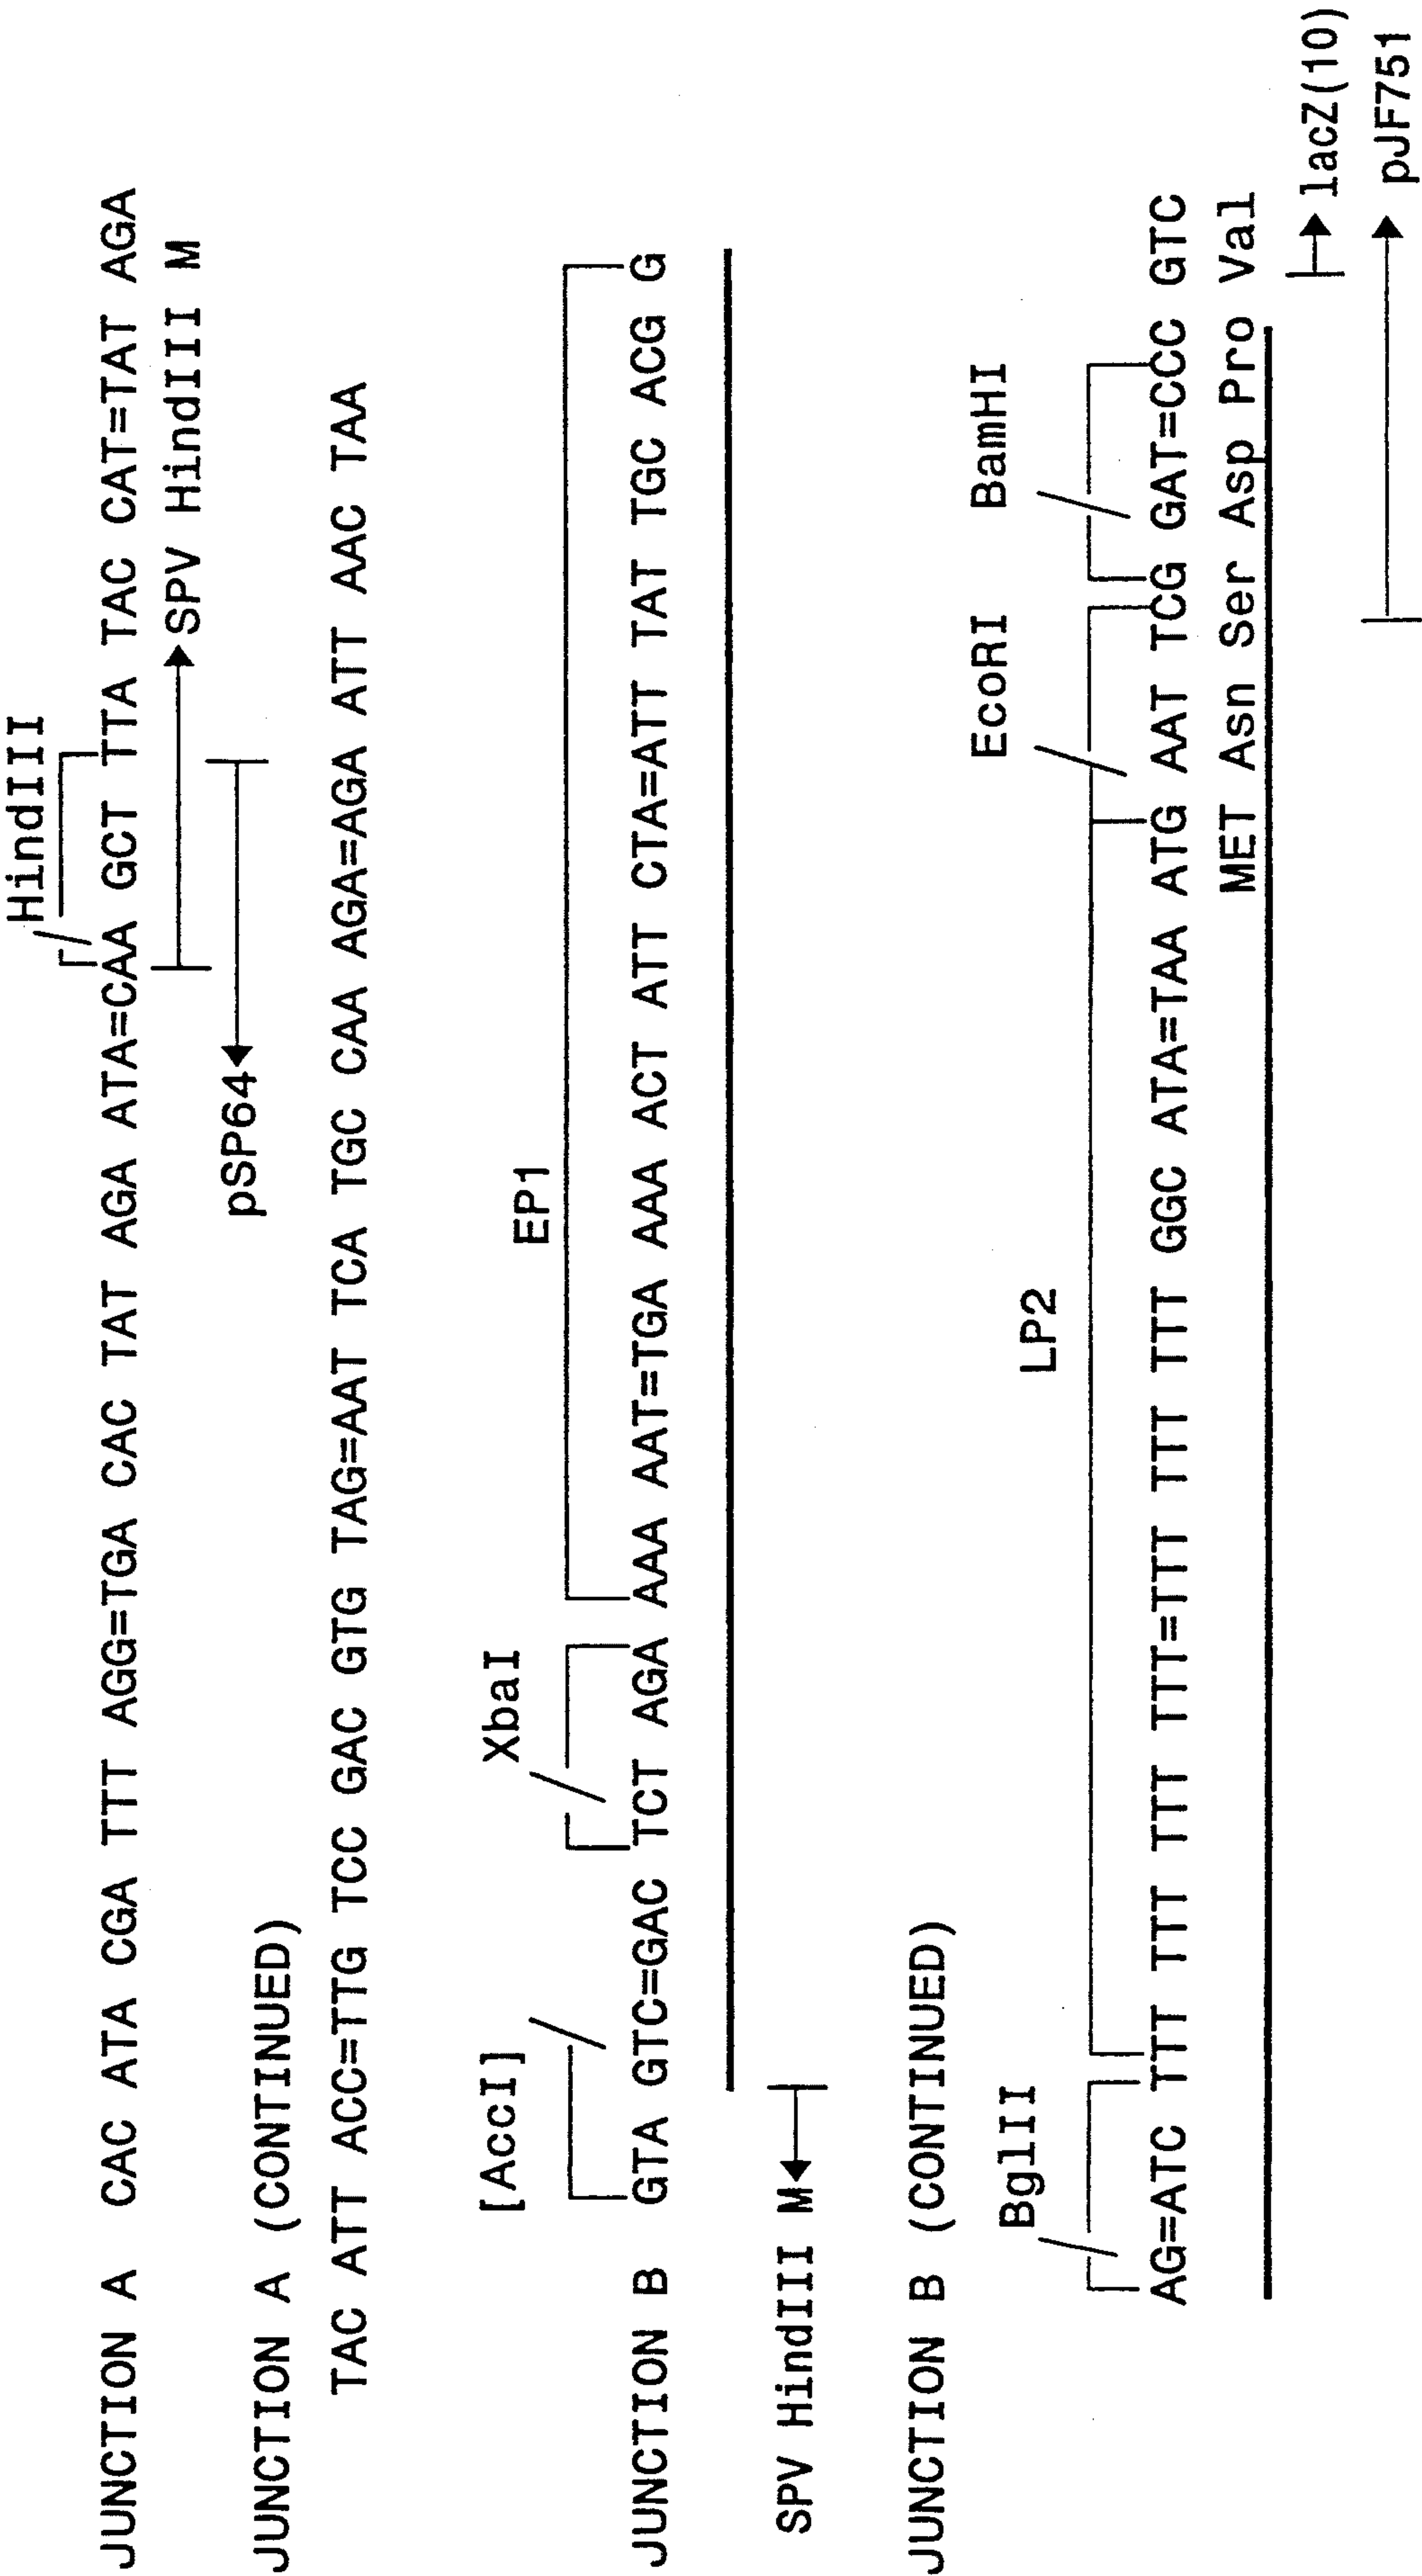 HindIII
JUNCTION A CAC ATA CGA TTT AGG=TGA CAC TAT AGA ATA=CAA GCT TTA TAC CAT=TAT AGA
SPV HindIII M
pSP64
JUNCTION A (CONTINUED)
TAC ATT ACC=TTG TCC GAC GTG TAG=AAT TCA TGC CAA AGA=AGA ATT AAC TAA
[AccI] XbaI EP1
JUNCTION B GTA GTC=GAC TCT AGA AAA AAT=TGA AAA ACT ATT CTA=ATT TAT TGC ACG G
SPV HindIII M
JUNCTION B (CONTINUED)
BglII LP2 EcoRI BamHI
AG=ATC TTT TTT TTT TTT TTT=TTT TTT TTT TTT GGC ATA=TAA ATG AAT TCG GAT=CCC GTC
MET Asn Ser Asp Pro Val
lacZ(10)
pJF751